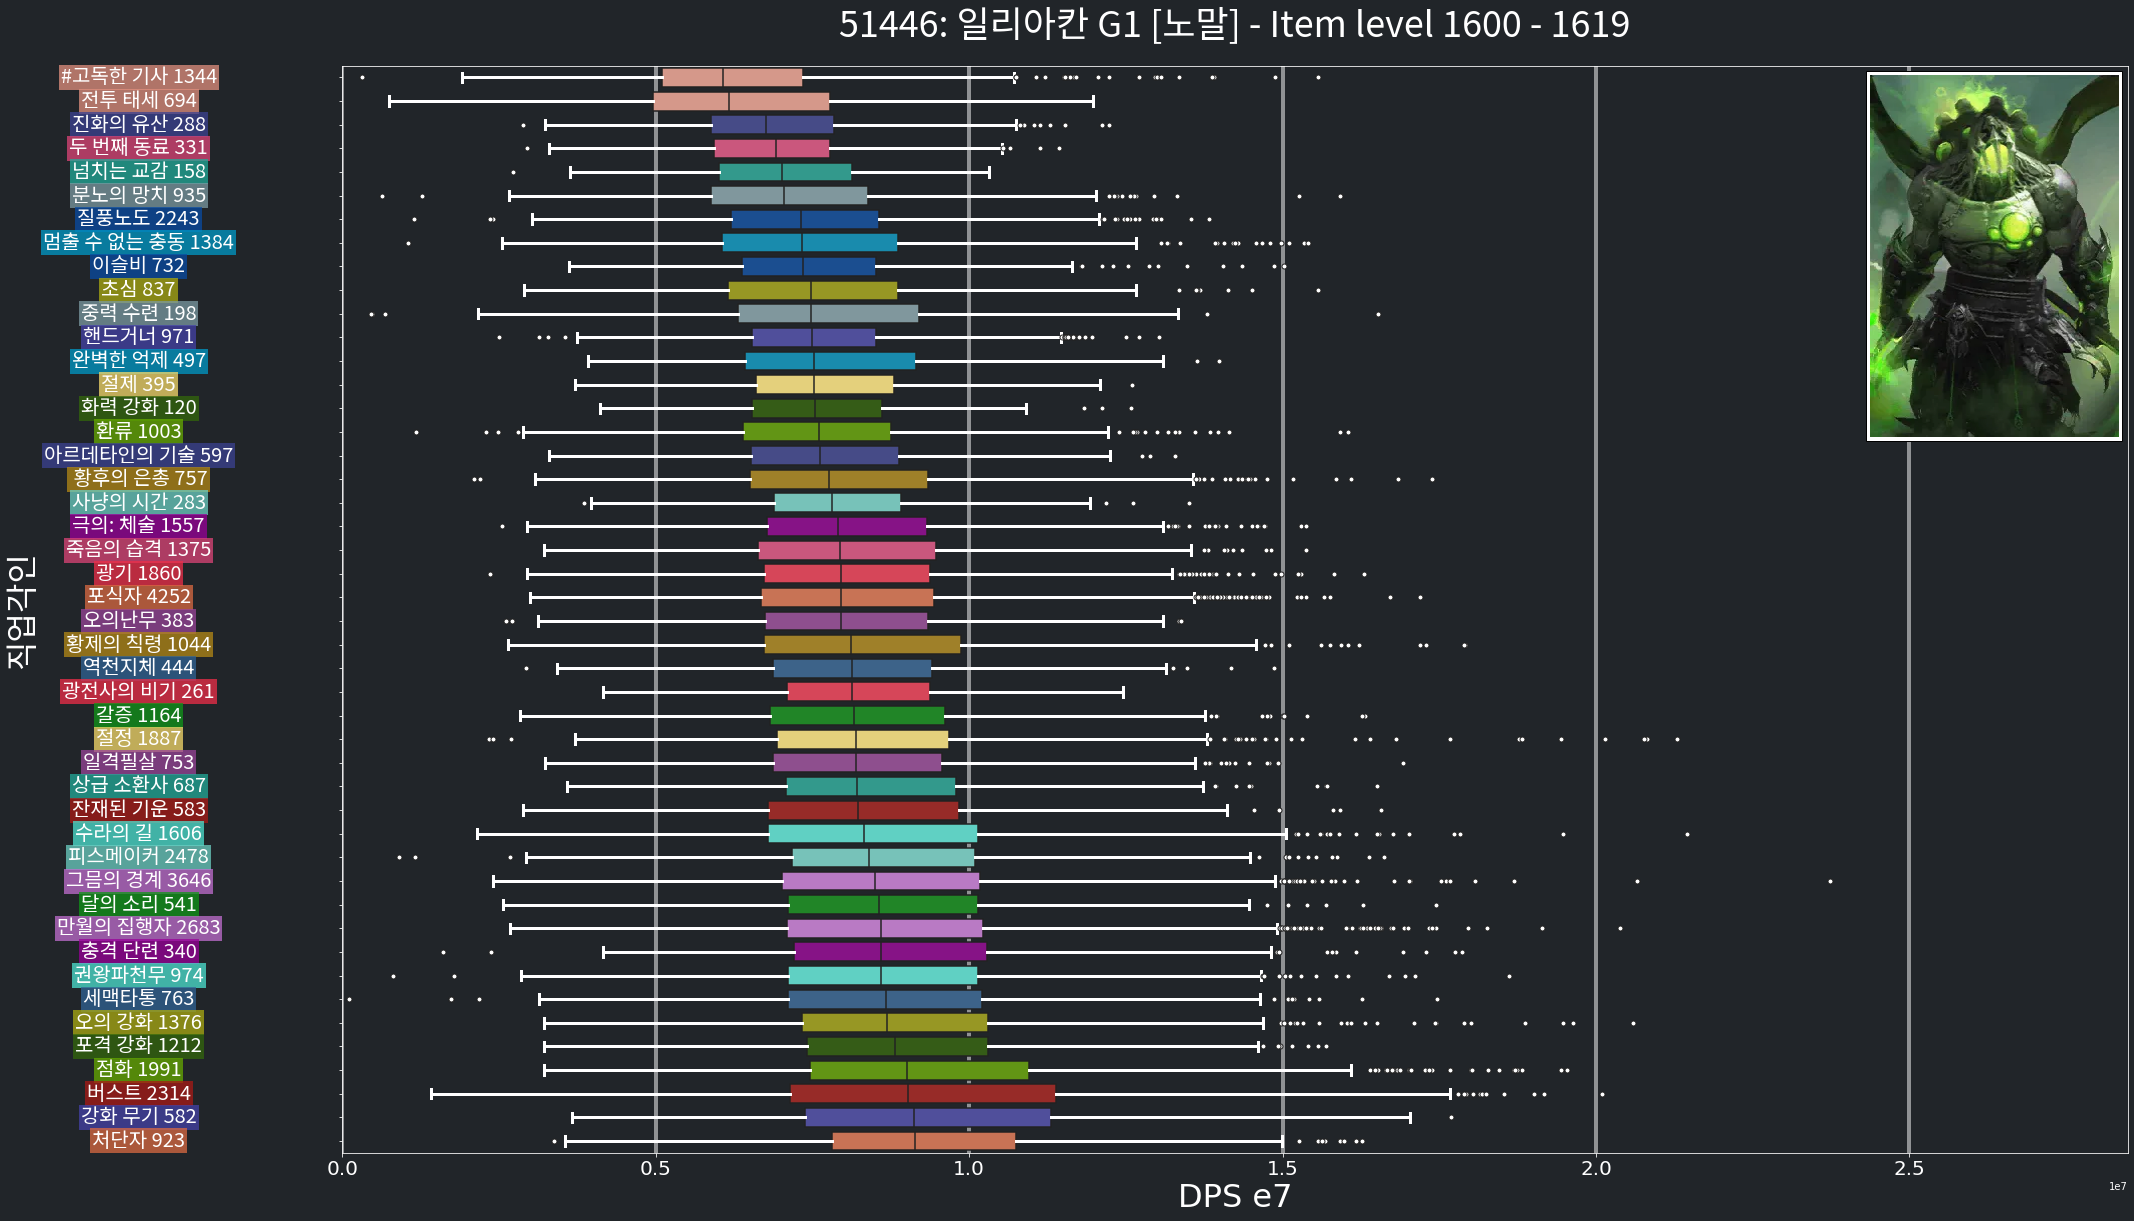 51446: 일리아칸 G1 [노말] - Item level 1600 - 1619
직업각인
#고독한 기사 1344
전투 태세 694
진화의 유산 288
두 번째 동료 331
넘치는 교감 158
분노의 망치 935
질풍노도 2243
멈출 수 없는 충동 1384
이슬비 732
초심 837
중력 수련 198
핸드거너 971
완벽한 억제 497
절제 395
화력 강화 120
환류 1003
아르데타인의 기술 597
황후의 은총 757
사냥의 시간 283
극의: 체술 1557
죽음의 습격 1375
광기 1860
포식자 4252
오의난무 383
황제의 칙령 1044
역천지체 444
광전사의 비기 261
갈증 1164
절정 1887
일격필살 753
상급 소환사 687
잔재된 기운 583
수라의 길 1606
피스메이커 2478
그믐의 경계 3646
달의 소리 541
만월의 집행자 2683
충격 단련 340
권왕파천무 974
세맥타통 763
오의 강화 1376
포격 강화 1212
점화 1991
버스트 2314
강화 무기 582
처단자 923
0.0 0.5 1.0 1.5 2.0 2.5
DPS e7
1e7